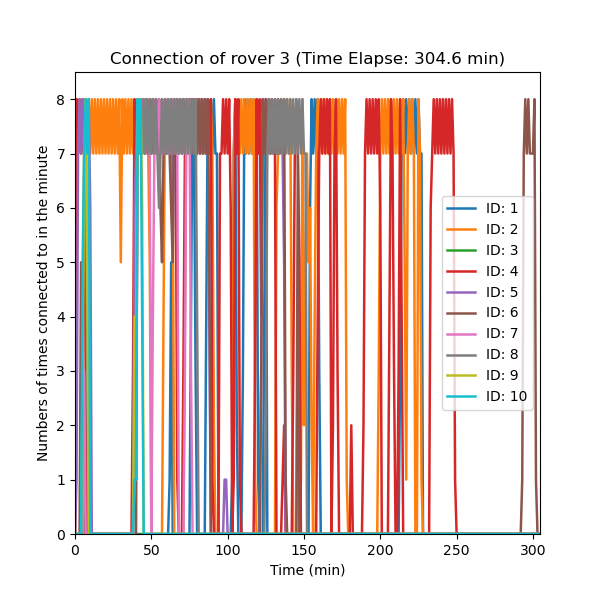 Connection of rover 3 (Time Elapse: 304.6 min)
Numbers of times connected to in the minute
8
7
6
5
4
3
2
1
0
ID: 1
ID: 2
ID: 3
ID: 4
ID: 5
ID: 6
ID: 7
ID: 8
ID: 9
ID: 10
0 50 100 150 200 250 300
Time (min)